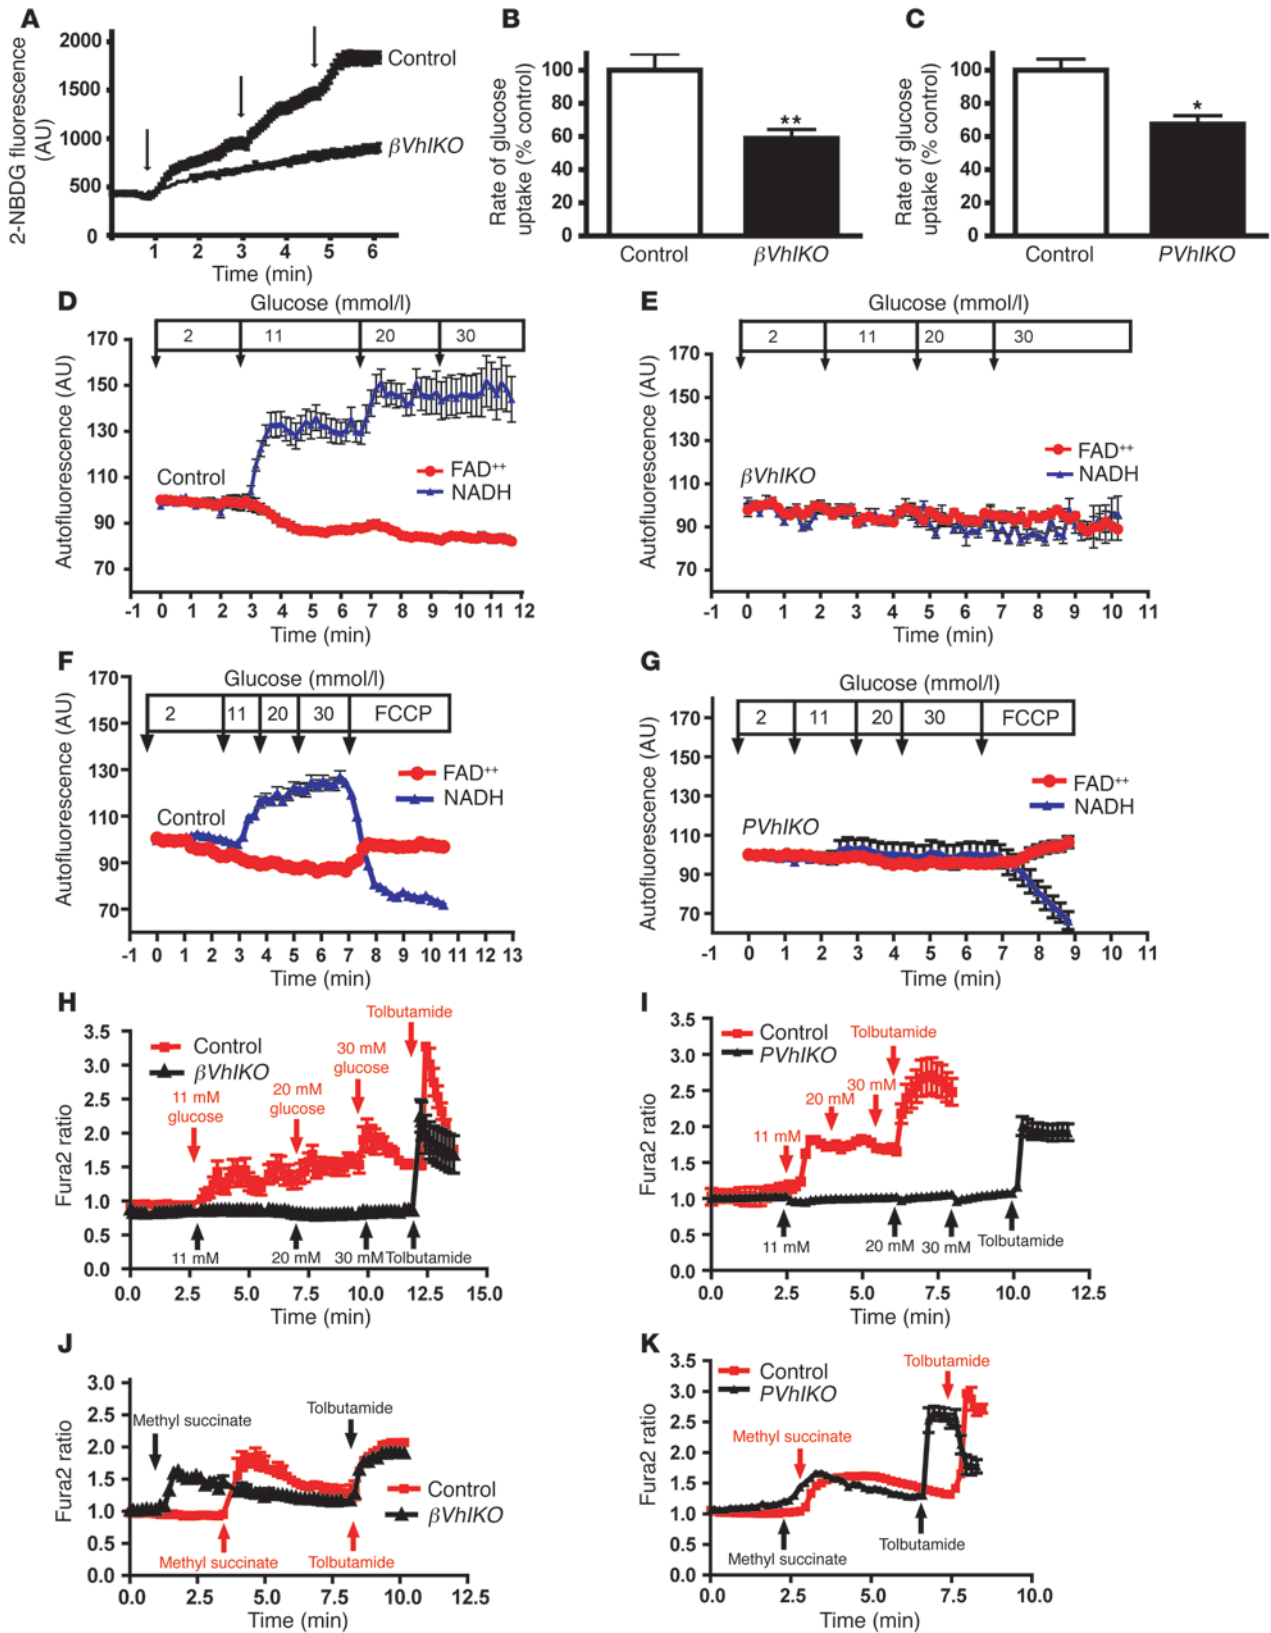 A
2-NBDG fluorescence
(AU)
2000
1500
1000
500
0
Control
βVhlKO
1 2 3 4 5 6
Time (min)
B
Rate of glucose
uptake (% control)
100
80
60
40
20
0
**
Control βVhlKO
C
Rate of glucose
uptake (% control)
100
80
60
40
20
0
*
Control PVhlKO
D
Glucose (mmol/l)
2 11 20 30
Autofluorescence (AU)
170
150
130
110
90
70
Control
FAD++
NADH
-1 0 1 2 3 4 5 6 7 8 9 10 11 12
Time (min)
E
Glucose (mmol/l)
2 11 20 30
Autofluorescence (AU)
170
150
130
110
90
70
βVhlKO
FAD++
NADH
-1 0 1 2 3 4 5 6 7 8 9 10 11
Time (min)
F
Glucose (mmol/l)
2 11 20 30 FCCP
Autofluorescence (AU)
170
150
130
110
90
70
Control
FAD++
NADH
-1 0 1 2 3 4 5 6 7 8 9 10 11 12 13
Time (min)
G
Glucose (mmol/l)
2 11 20 30 FCCP
Autofluorescence (AU)
170
150
130
110
90
70
PVhlKO
FAD++
NADH
-1 0 1 2 3 4 5 6 7 8 9 10 11
Time (min)
H
Fura2 ratio
3.5
3.0
2.5
2.0
1.5
1.0
0.5
0.0
Control
βVhlKO
11 mM
glucose
20 mM
glucose
30 mM
glucose
Tolbutamide
11 mM 20 mM 30 mM Tolbutamide
0.0 2.5 5.0 7.5 10.0 12.5 15.0
Time (min)
I
Fura2 ratio
3.5
3.0
2.5
2.0
1.5
1.0
0.5
0.0
Control
PVhlKO
Tolbutamide
30 mM
20 mM
11 mM
11 mM 20 mM 30 mM Tolbutamide
0.0 2.5 5.0 7.5 10.0 12.5
Time (min)
J
Fura2 ratio
3.0
2.5
2.0
1.5
1.0
0.5
0.0
Methyl succinate
Tolbutamide
Control
βVhlKO
Methyl succinate Tolbutamide
0.0 2.5 5.0 7.5 10.0 12.5
Time (min)
K
Fura2 ratio
3.5
3.0
2.5
2.0
1.5
1.0
0.5
0.0
Control
PVhlKO
Tolbutamide
Methyl succinate
Tolbutamide
Methyl succinate
0.0 2.5 5.0 7.5 10.0
Time (min)